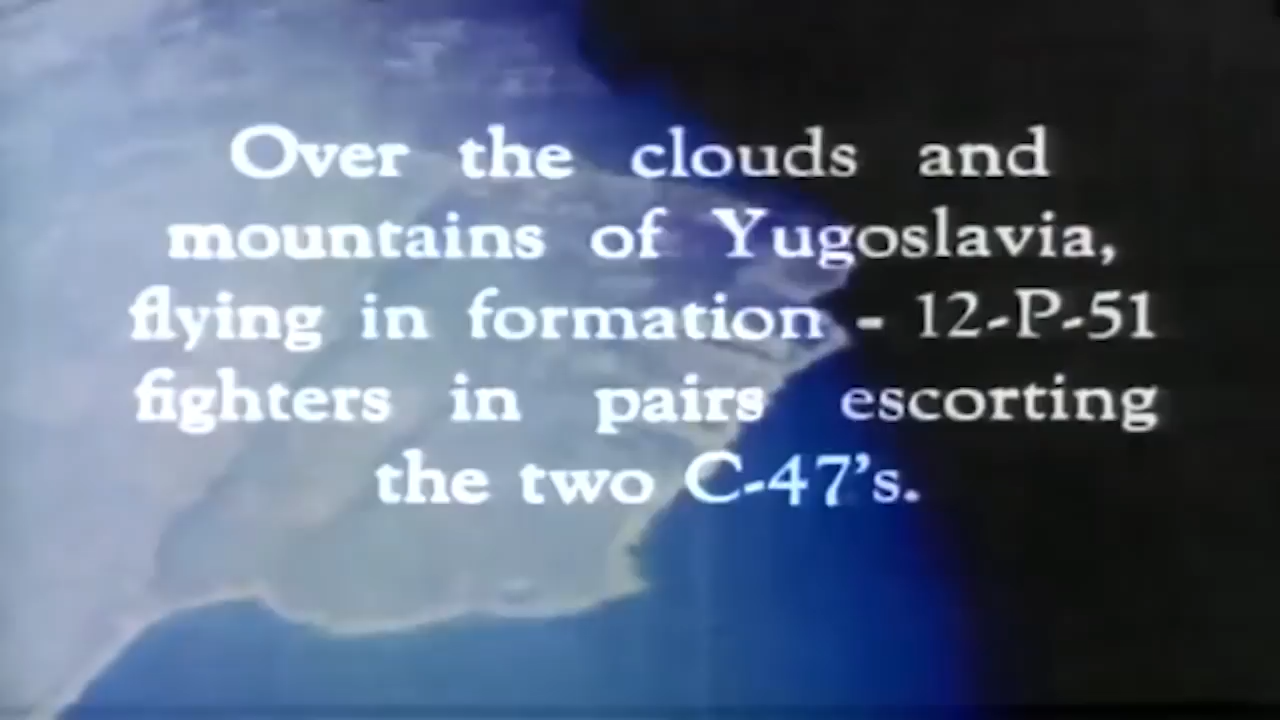 Over the clouds and
mountains of Yugoslavia,
flying in formation - 12-P-51
fighters in pairs escorting
the two C-47's.